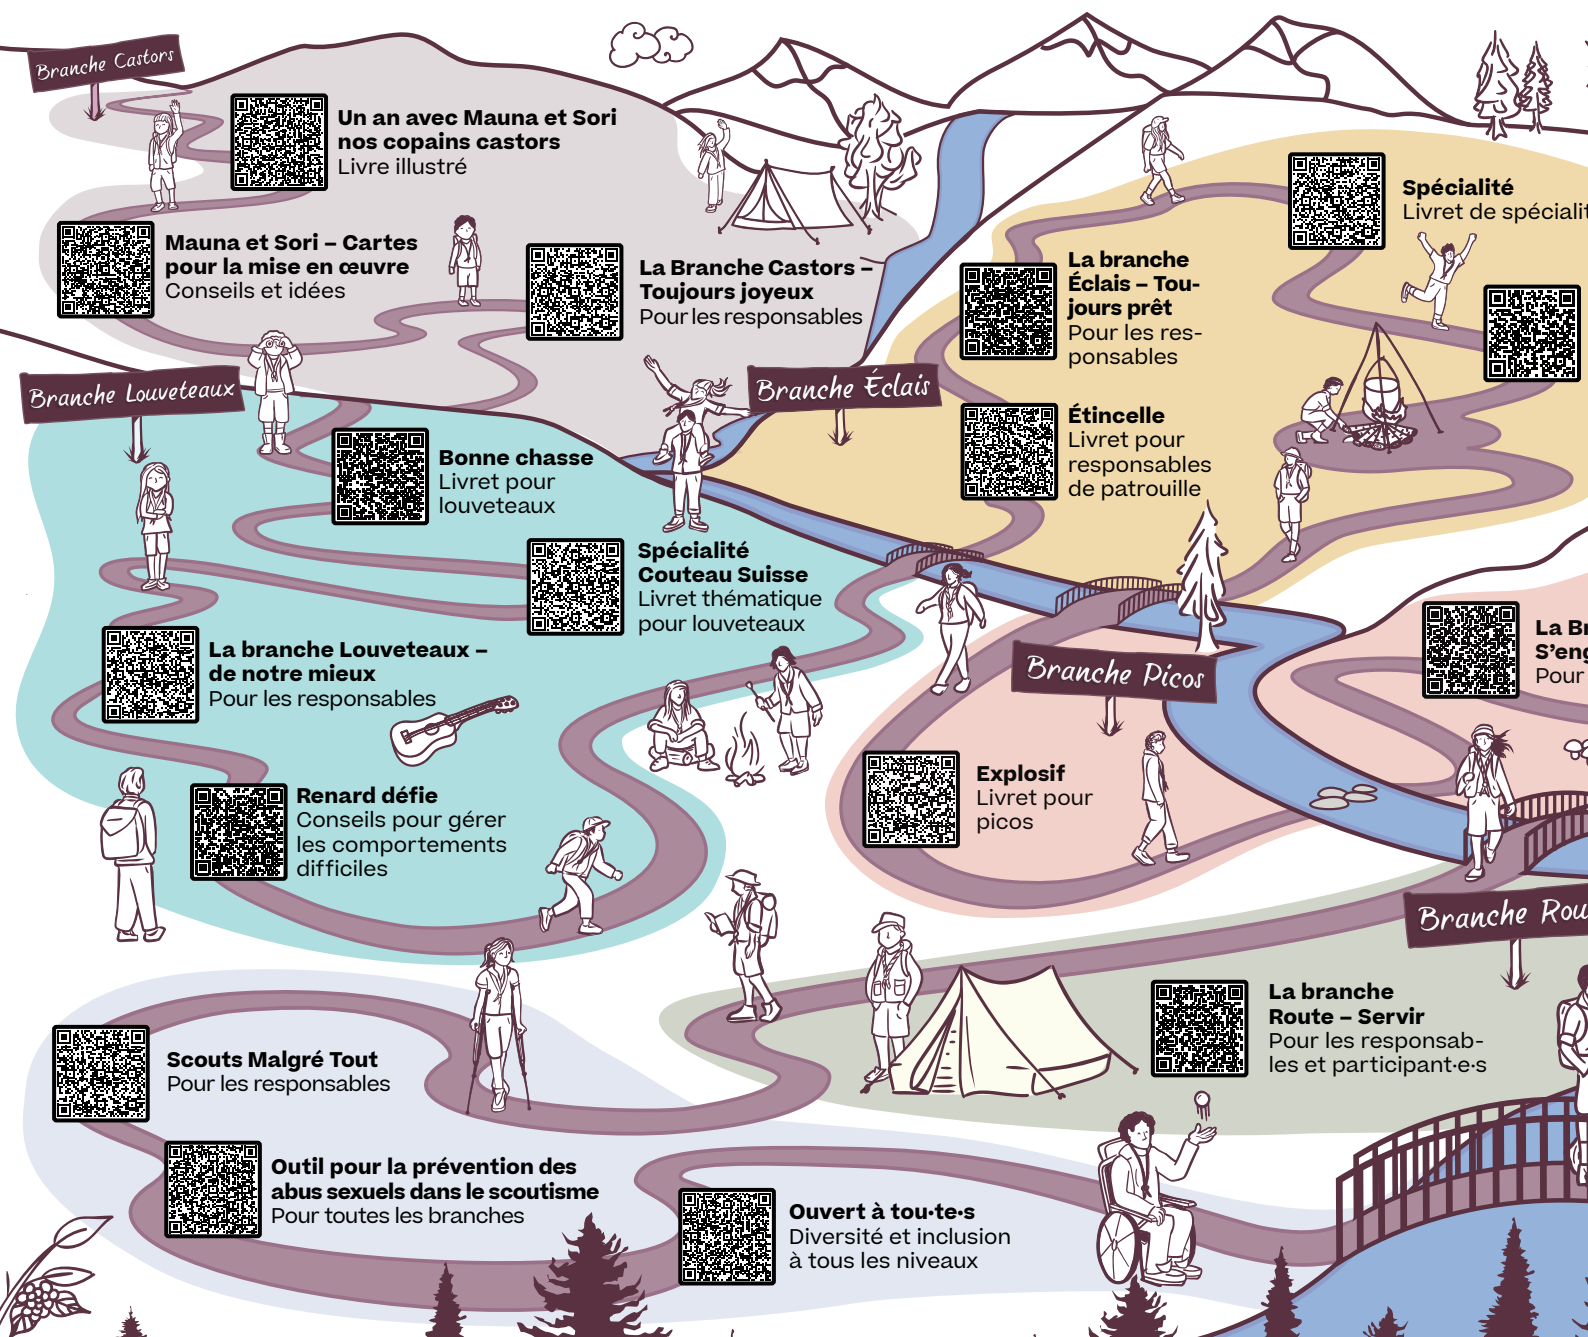 Branche Castors
Un an avec Mauna et Sori
nos copains castors
Livre illustré
Mauna et Sori – Cartes
pour la mise en œuvre
Conseils et idées
La Branche Castors –
Toujours joyeux
Pour les responsables
Branche Éclais
La branche
Éclais – Tou-
jours prêt
Pour les res-
ponsables
Spécialité
Livret de spécialit
Étincelle
Livret pour
responsables
de patrouille
Branche Louveteaux
Bonne chasse
Livret pour
louveteaux
Spécialité
Couteau Suisse
Livret thématique
pour louveteaux
La branche Louveteaux –
de notre mieux
Pour les responsables
Renard défie
Conseils pour gérer
les comportements
difficiles
Branche Picos
Explosif
Livret pour
picos
La Br
S'eng
Pour
Branche Rou
La branche
Route – Servir
Pour les responsab-
les et participant·e·s
Scouts Malgré Tout
Pour les responsables
Outil pour la prévention des
abus sexuels dans le scoutisme
Pour toutes les branches
Ouvert à tou·te·s
Diversité et inclusion
à tous les niveaux